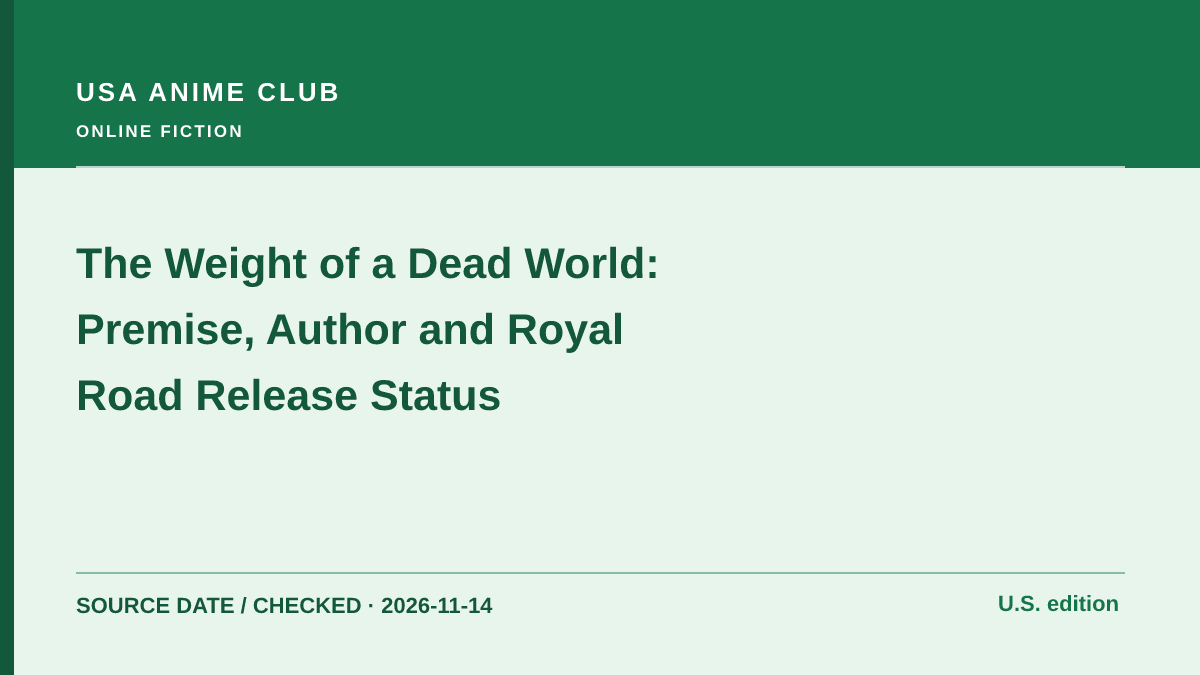 USA ANIME CLUB
ONLINE FICTION
The Weight of a Dead World:
Premise, Author and Royal
Road Release Status
SOURCE DATE / CHECKED · 2026-11-14
U.S. edition